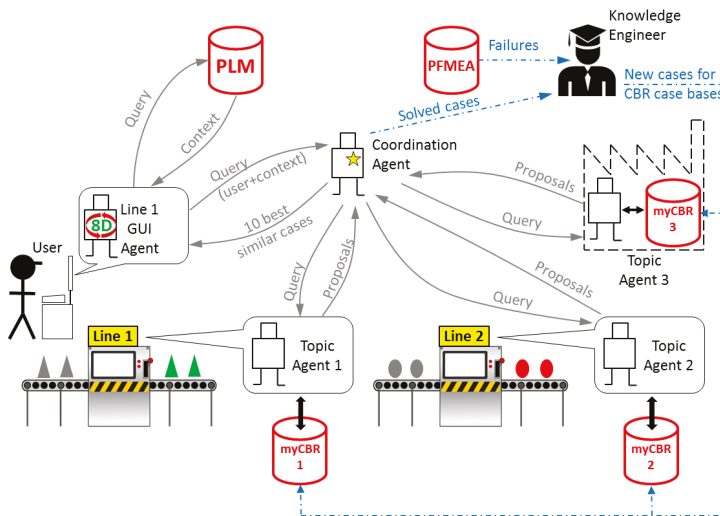 Knowledge
Engineer
PLM
PFMEA
Failures
New cases for
CBR case bases
Solved cases
Query
Context
Query
(user+context)
Coordination
Agent
10 best
similar cases
Line 1
GUI
Agent
8D
User
Proposals
Query
myCBR
3
Topic
Agent 3
Query
Proposals
Query
Proposals
Line 1
Topic
Agent 1
Line 2
Topic
Agent 2
myCBR
1
myCBR
2